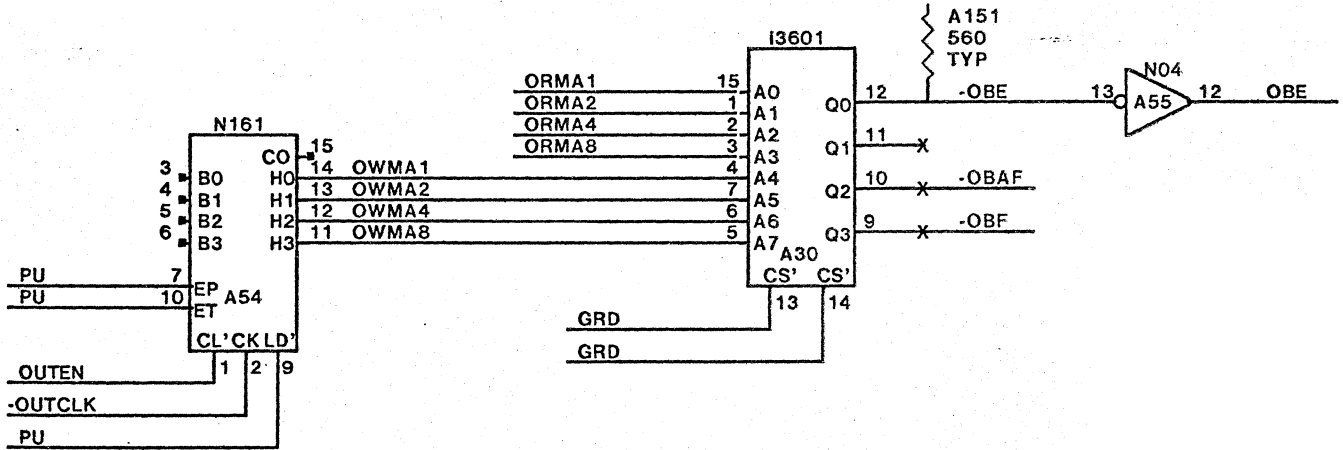 A151
560
TYP
i3601
N04
ORMA1 15 A0
ORMA2 1 A1
ORMA4 2 A2
ORMA8 3 A3
Q0 12 -OBE 13 A55 12 OBE
Q1 11 X
Q2 10 X -OBAF
Q3 9 X -OBF
N161
CO 15
3 B0 H0 14 OWMA1 4 A4
4 B1 H1 13 OWMA2 7 A5
5 B2 H2 12 OWMA4 6 A6
6 B3 H3 11 OWMA8 5 A7
A30
CS' CS'
13 14
PU 7 EP
PU 10 ET
A54
GRD
GRD
CL' CK LD'
1 2 9
OUTEN
-OUTCLK
PU